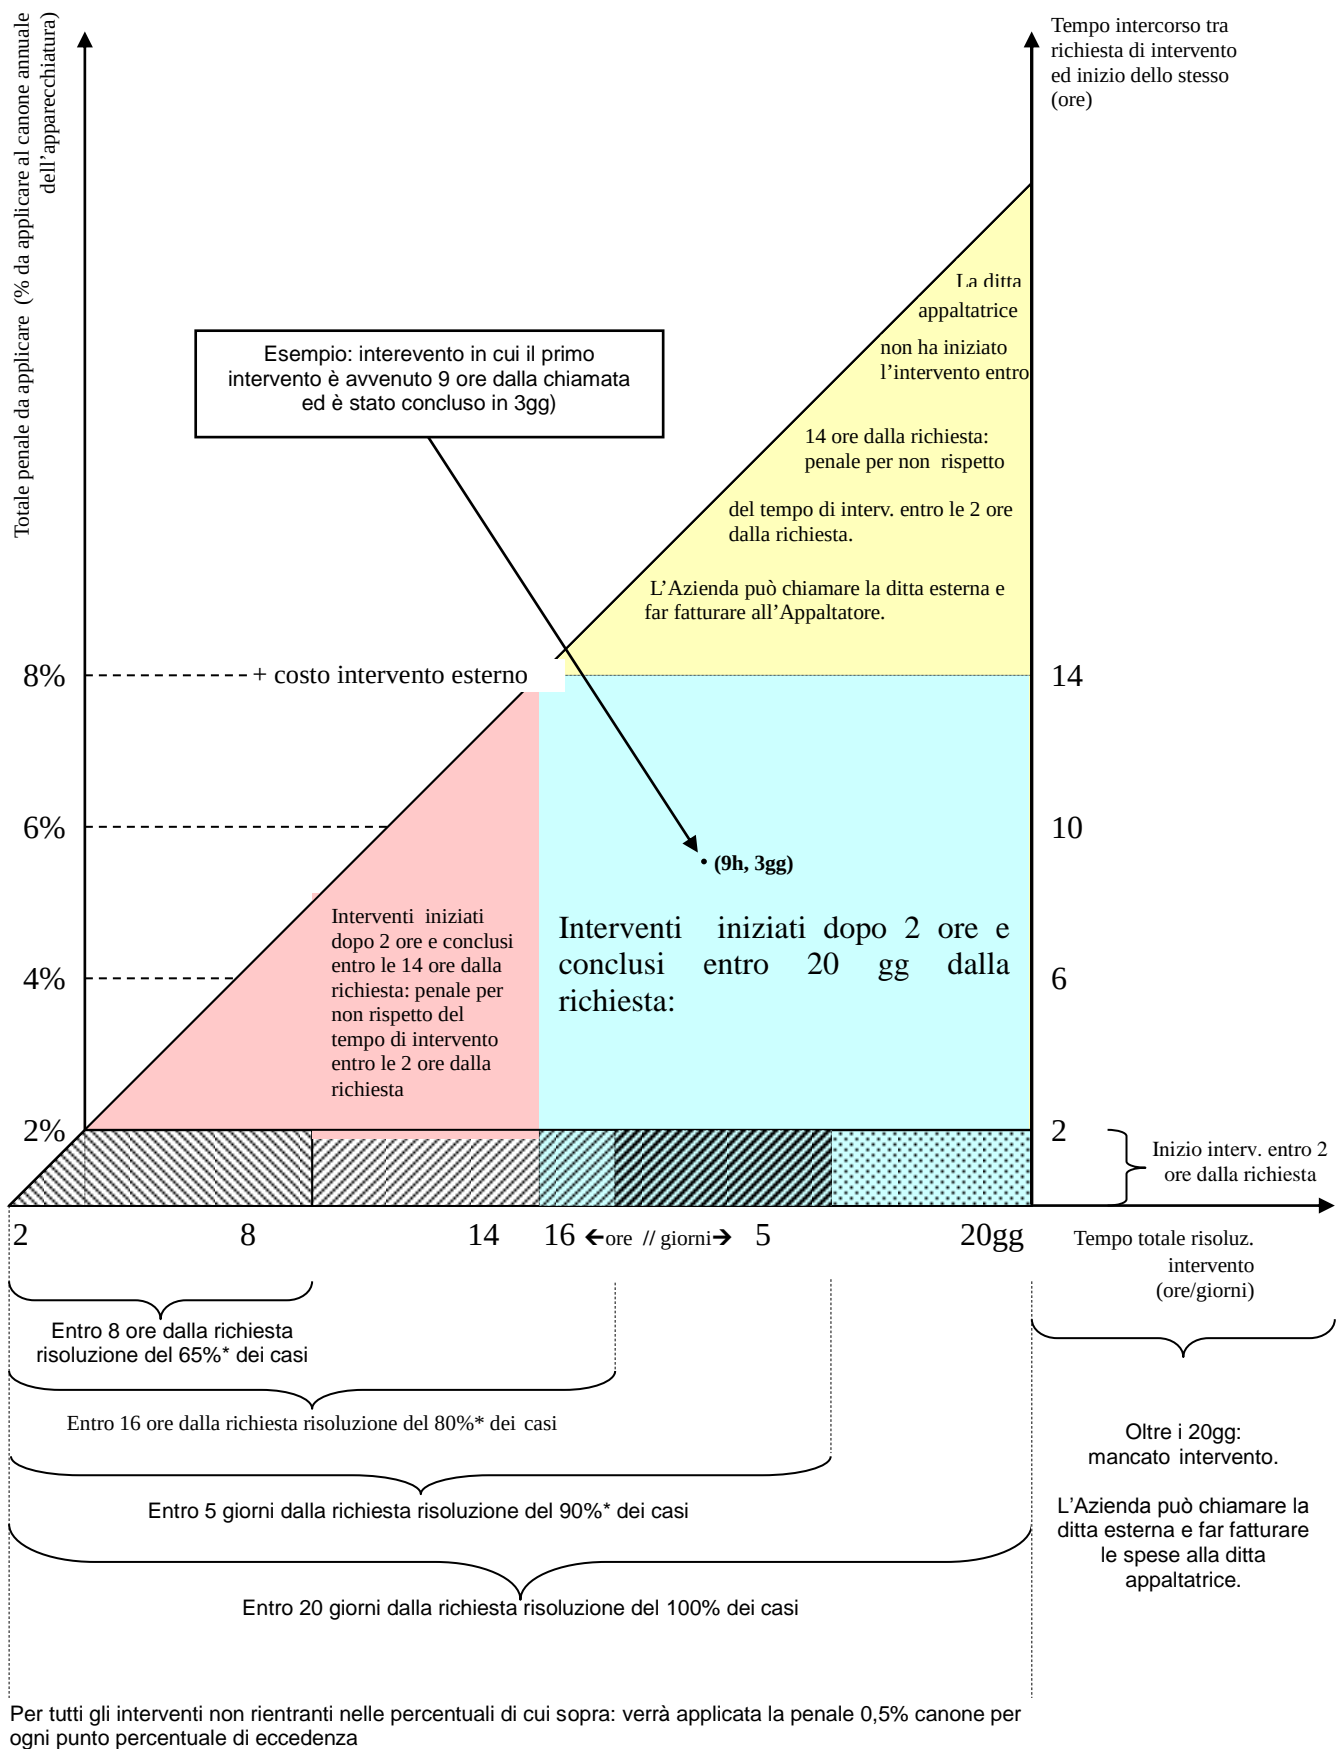 Totale penale da applicare (% da applicare al canone annuale
dell'apparecchiatura)
Tempo intercorso tra
richiesta di intervento
ed inizio dello stesso
(ore)
La ditta
appaltatrice
non ha iniziato
l'intervento entro
14 ore dalla richiesta:
penale per non rispetto
del tempo di interv. entro le 2 ore
dalla richiesta.
L'Azienda può chiamare la ditta esterna e
far fatturare all'Appaltatore.
Esempio: interevento in cui il primo
intervento è avvenuto 9 ore dalla chiamata
ed è stato concluso in 3gg)
8%
+ costo intervento esterno
14
6%
10
• (9h, 3gg)
Interventi iniziati
dopo 2 ore e conclusi
entro le 14 ore dalla
richiesta: penale per
non rispetto del
tempo di intervento
entro le 2 ore dalla
richiesta
Interventi iniziati dopo 2 ore e
conclusi entro 20 gg dalla
richiesta:
4%
6
2%
2
Inizio interv. entro 2
ore dalla richiesta
2 8 14 16 ←ore // giorni→ 5 20gg
Tempo totale risoluz.
intervento
(ore/giorni)
Entro 8 ore dalla richiesta
risoluzione del 65%* dei casi
Entro 16 ore dalla richiesta risoluzione del 80%* dei casi
Entro 5 giorni dalla richiesta risoluzione del 90%* dei casi
Entro 20 giorni dalla richiesta risoluzione del 100% dei casi
Oltre i 20gg:
mancato intervento.
L'Azienda può chiamare la
ditta esterna e far fatturare
le spese alla ditta
appaltatrice.
Per tutti gli interventi non rientranti nelle percentuali di cui sopra: verrà applicata la penale 0,5% canone per
ogni punto percentuale di eccedenza